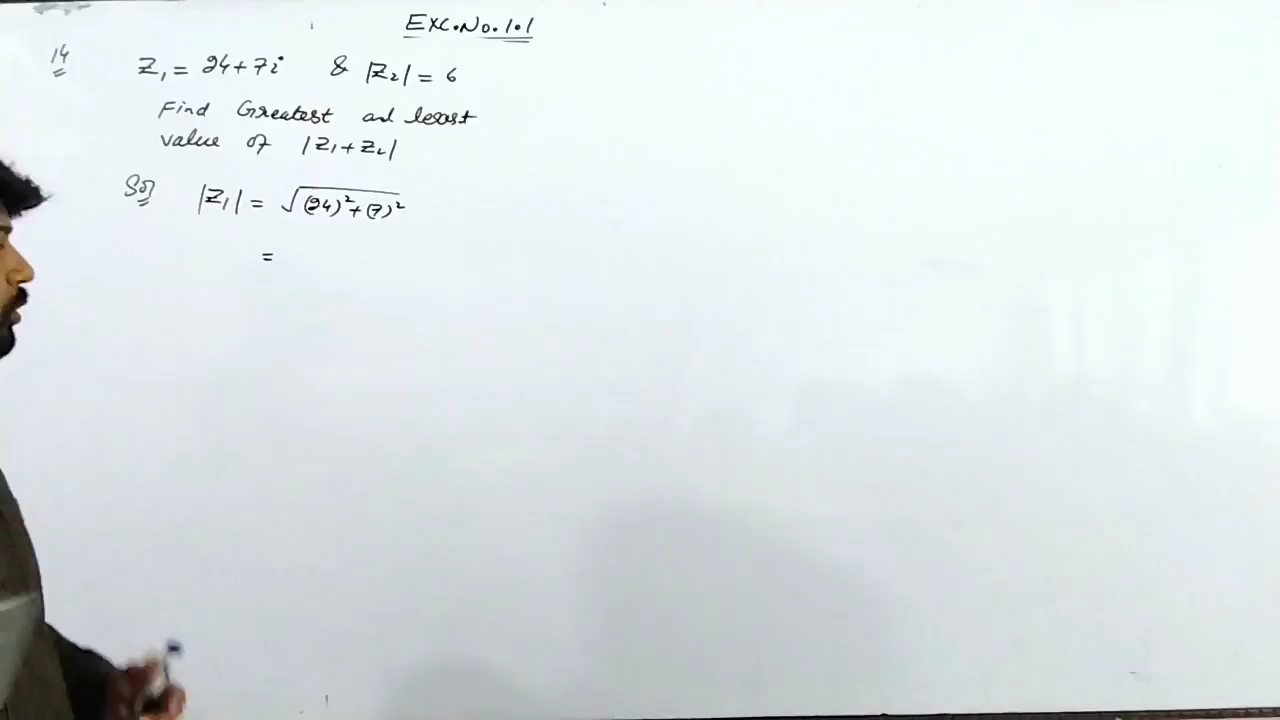 EXC.No.1.1
14 Z₁ = 24+7i & |Z₂| = 6
Find Greatest and least
value of |Z₁+Z₂|
Sol |Z₁| = √(24)²+(7)²
=